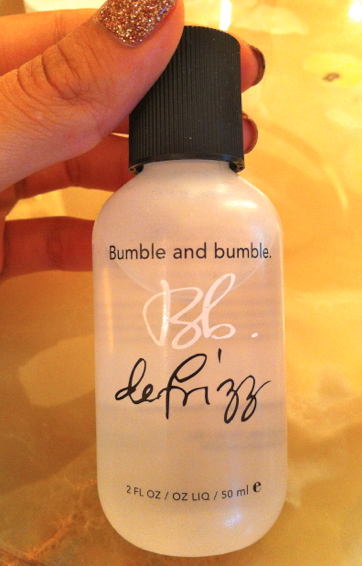 Bumble and bumble.
Bb.
defrizz
2 FL OZ / OZ LIQ / 50 ml e